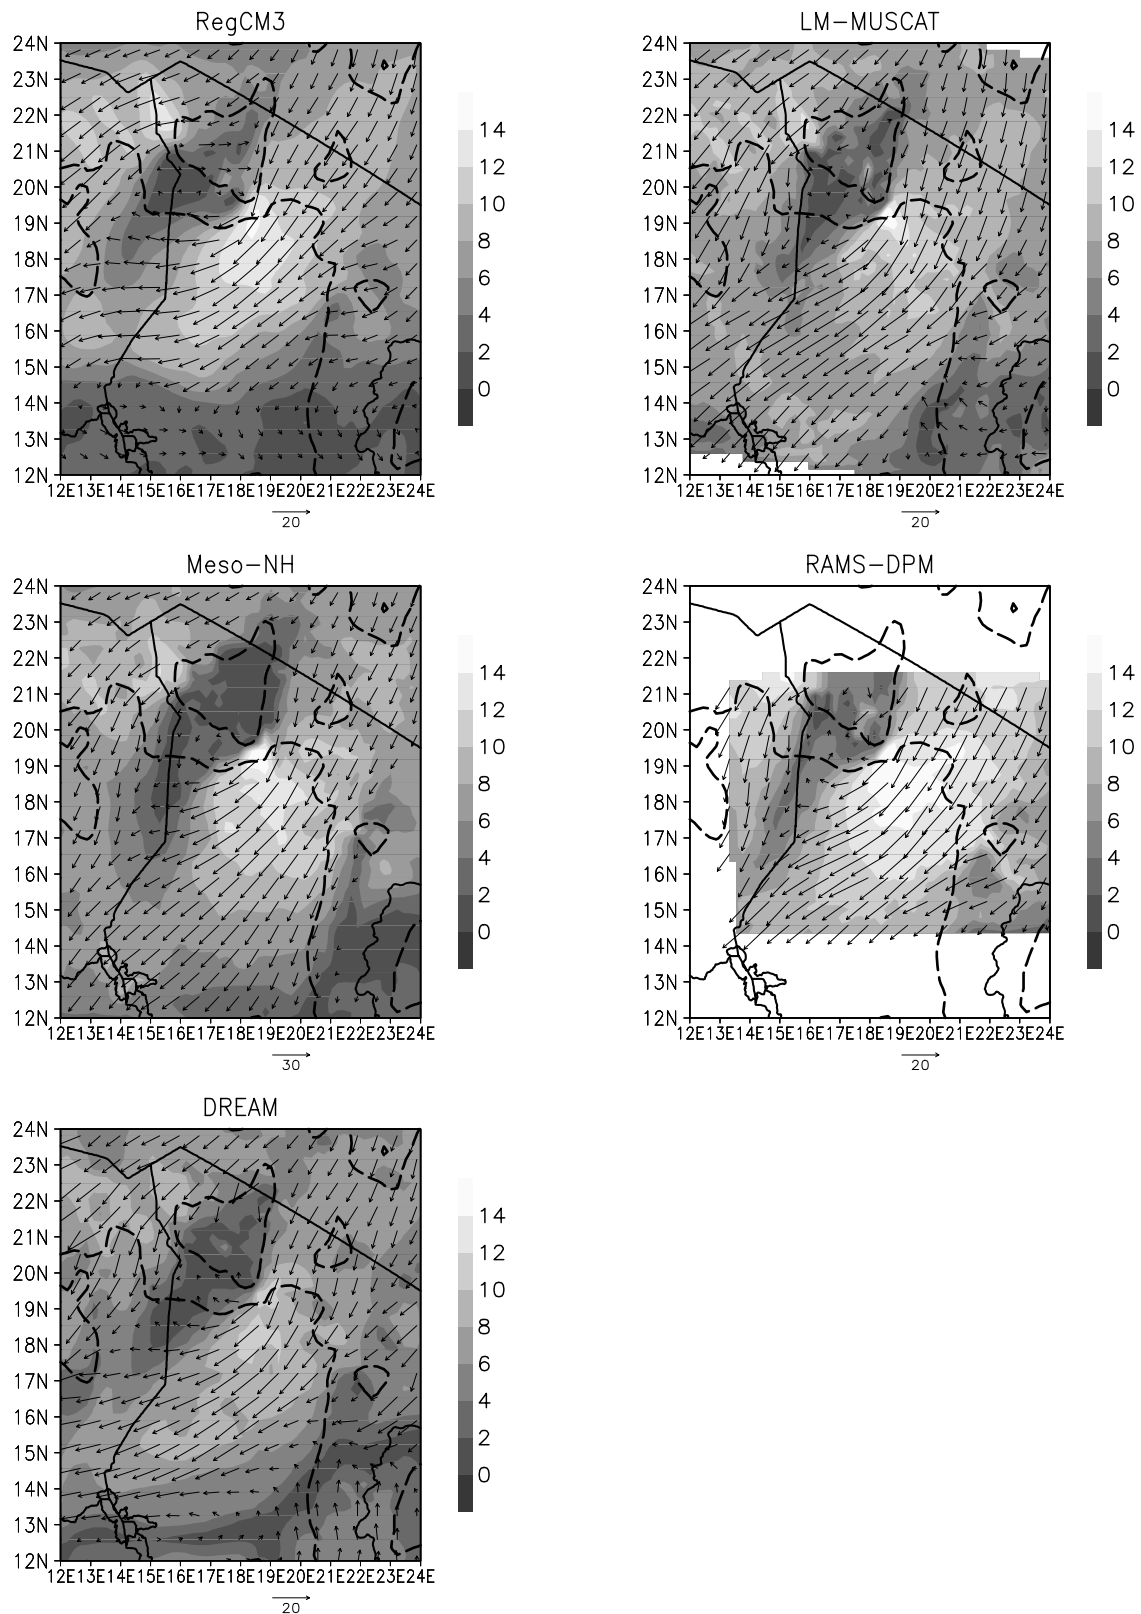 RegCM3
24N
23N
22N
21N
20N
19N
18N
17N
16N
15N
14N
13N
12N
12E13E14E15E16E17E18E19E20E21E22E23E24E
20
14
12
10
8
6
4
2
0
LM-MUSCAT
24N
23N
22N
21N
20N
19N
18N
17N
16N
15N
14N
13N
12N
12E13E14E15E16E17E18E19E20E21E22E23E24E
20
14
12
10
8
6
4
2
0
Meso-NH
24N
23N
22N
21N
20N
19N
18N
17N
16N
15N
14N
13N
12N
12E13E14E15E16E17E18E19E20E21E22E23E24E
30
14
12
10
8
6
4
2
0
RAMS-DPM
24N
23N
22N
21N
20N
19N
18N
17N
16N
15N
14N
13N
12N
12E13E14E15E16E17E18E19E20E21E22E23E24E
20
14
12
10
8
6
4
2
0
DREAM
24N
23N
22N
21N
20N
19N
18N
17N
16N
15N
14N
13N
12N
12E13E14E15E16E17E18E19E20E21E22E23E24E
20
14
12
10
8
6
4
2
0